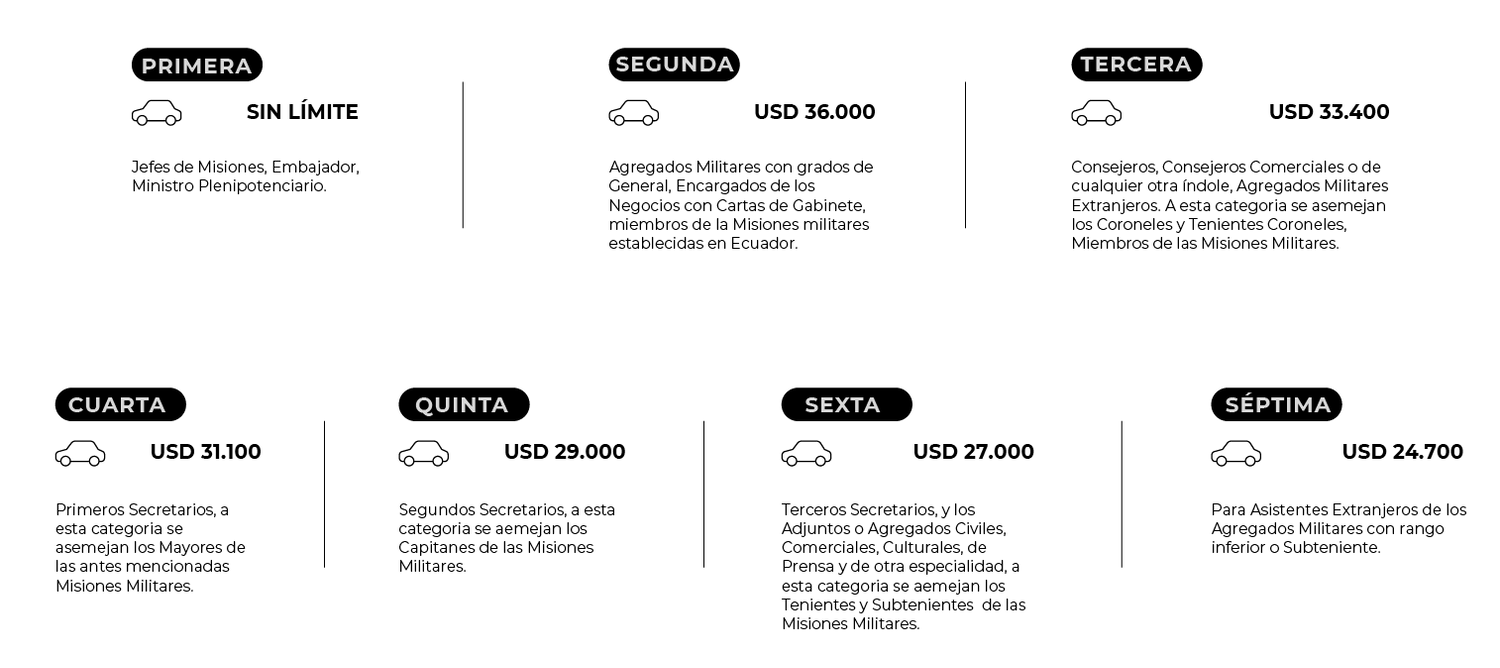 PRIMERA
SIN LÍMITE
Jefes de Misiones, Embajador,
Ministro Plenipotenciario.
SEGUNDA
USD 36.000
Agregados Militares con grados de
General, Encargados de los
Negocios con Cartas de Gabinete,
miembros de la Misiones militares
establecidas en Ecuador.
TERCERA
USD 33.400
Consejeros, Consejeros Comerciales o de
cualquier otra índole, Agregados Militares
Extranjeros. A esta categoria se asemejan
los Coroneles y Tenientes Coroneles,
Miembros de las Misiones Militares.
CUARTA
USD 31.100
Primeros Secretarios, a
esta categoria se
asemejan los Mayores de
las antes mencionadas
Misiones Militares.
QUINTA
USD 29.000
Segundos Secretarios, a esta
categoria se aemejan los
Capitanes de las Misiones
Militares.
SEXTA
USD 27.000
Terceros Secretarios, y los
Adjuntos o Agregados Civiles,
Comerciales, Culturales, de
Prensa y de otra especialidad, a
esta categoria se aemejan los
Tenientes y Subtenientes  de las
Misiones Militares.
SÉPTIMA
USD 24.700
Para Asistentes Extranjeros de los
Agregados Militares con rango
inferior o Subteniente.